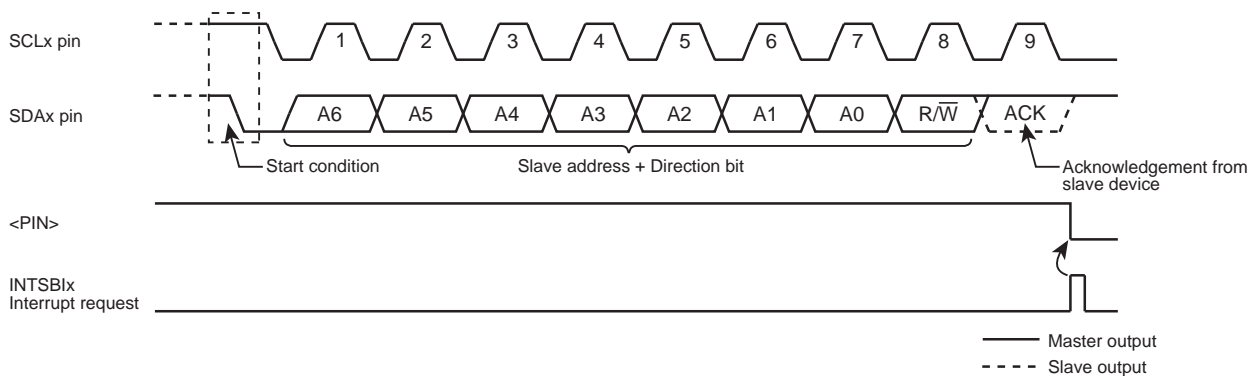 SCLx pin
1 2 3 4 5 6 7 8 9
SDAx pin
A6 A5 A4 A3 A2 A1 A0 R/W̅ ACK
Start condition
Slave address + Direction bit
Acknowledgement from
slave device
<PIN>
INTSBIx
Interrupt request
Master output
Slave output